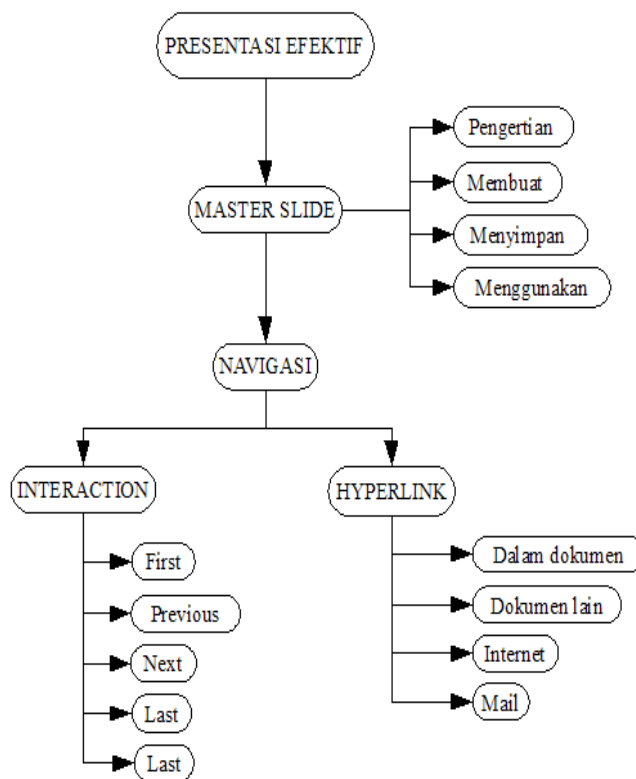 PRESENTASI EFEKTIF
Pengertian
Membuat
MASTER SLIDE
Menyimpan
Menggunakan
NAVIGASI
INTERACTION
HYPERLINK
First
Previous
Next
Last
Last
Dalam dokumen
Dokumen lain
Internet
Mail